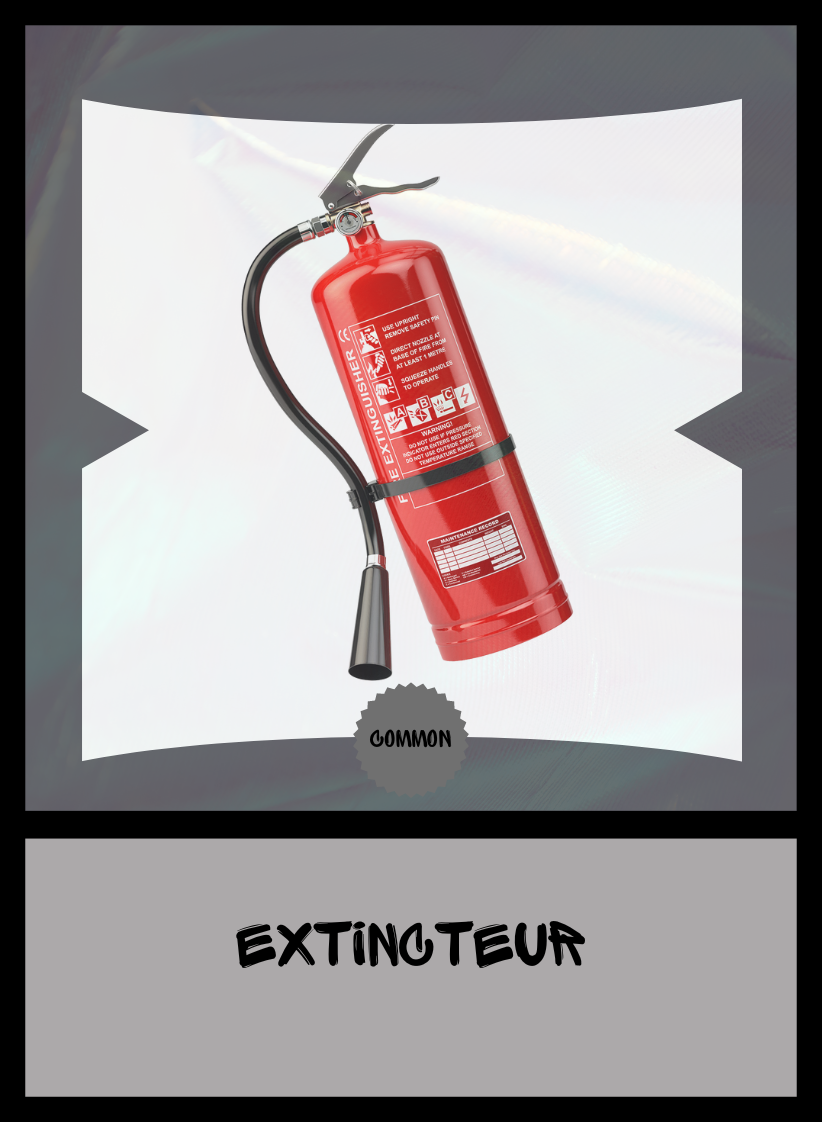 USE UPRIGHT
REMOVE SAFETY PIN
DIRECT NOZZLE AT
BASE OF FIRE FROM
AT LEAST 1 METRE
SQUEEZE HANDLES
TO OPERATE
FIRE EXTINGUISHER
CE
A B C
WARNING!
DO NOT USE IF PRESSURE
INDICATOR ENTERS RED SECTION
DO NOT USE OUTSIDE SPECIFIED
TEMPERATURE RANGE
MAINTENANCE RECORD
COMMON
EXTINCTEUR